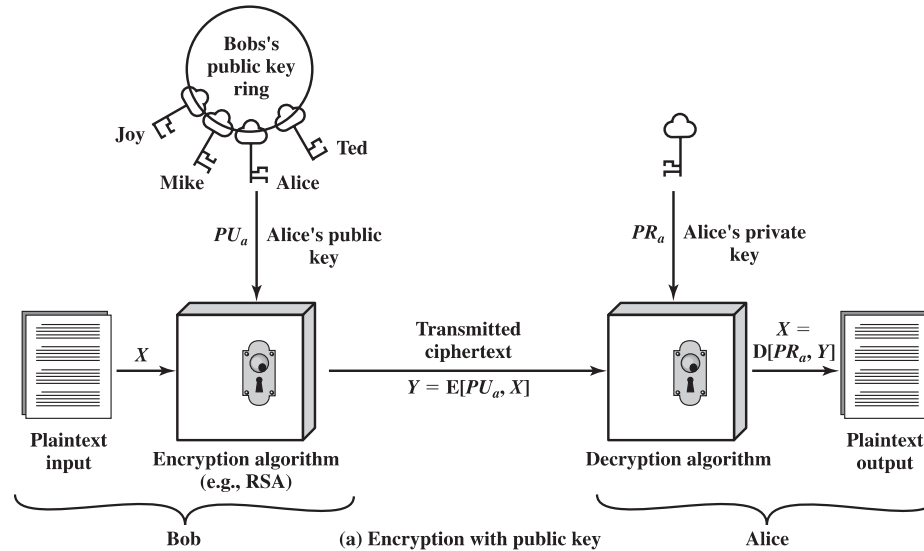 Bobs's
public key
ring
Joy
Ted
Mike
Alice
PUa
Alice's public
key
PRa
Alice's private
key
X
Transmitted
ciphertext
Y = E[PUa, X]
X =
D[PRa, Y]
Plaintext
input
Encryption algorithm
(e.g., RSA)
Decryption algorithm
Plaintext
output
Bob
(a) Encryption with public key
Alice